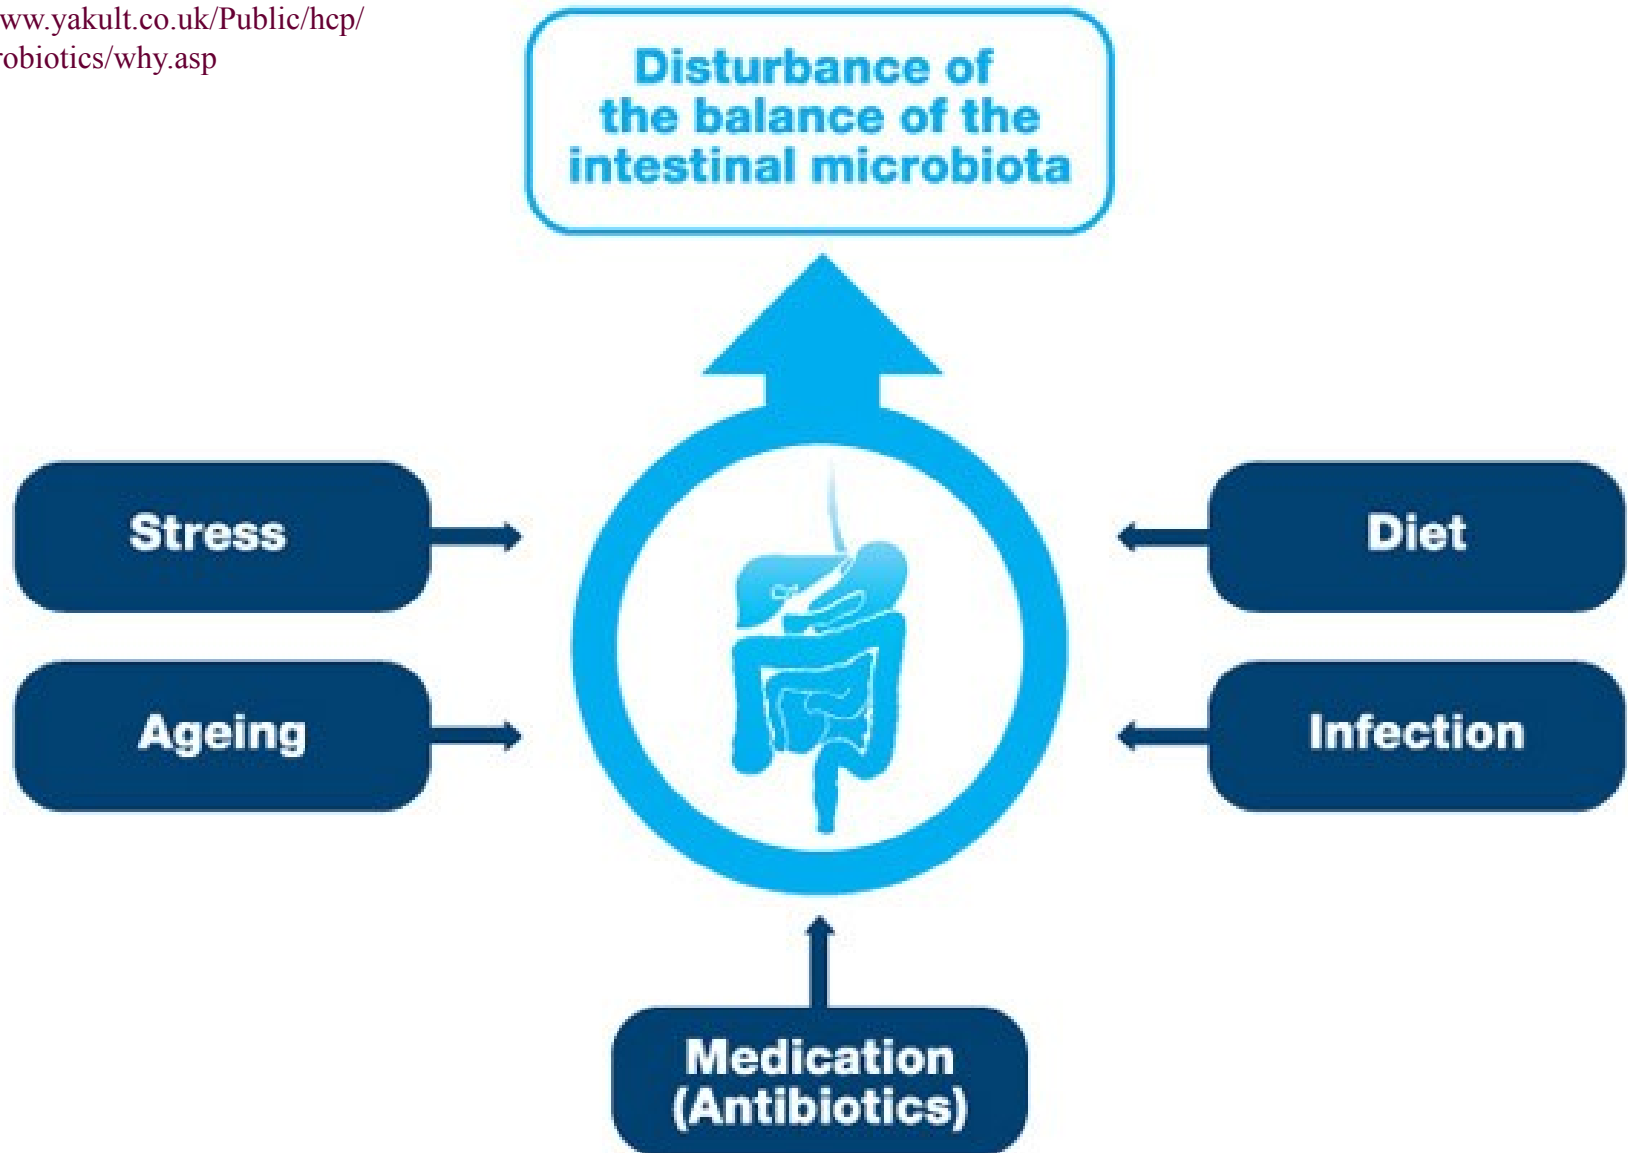 ww.yakult.co.uk/Public/hcp/
robiotics/why.asp
Disturbance of
the balance of the
intestinal microbiota
Stress
Diet
Ageing
Infection
Medication
(Antibiotics)